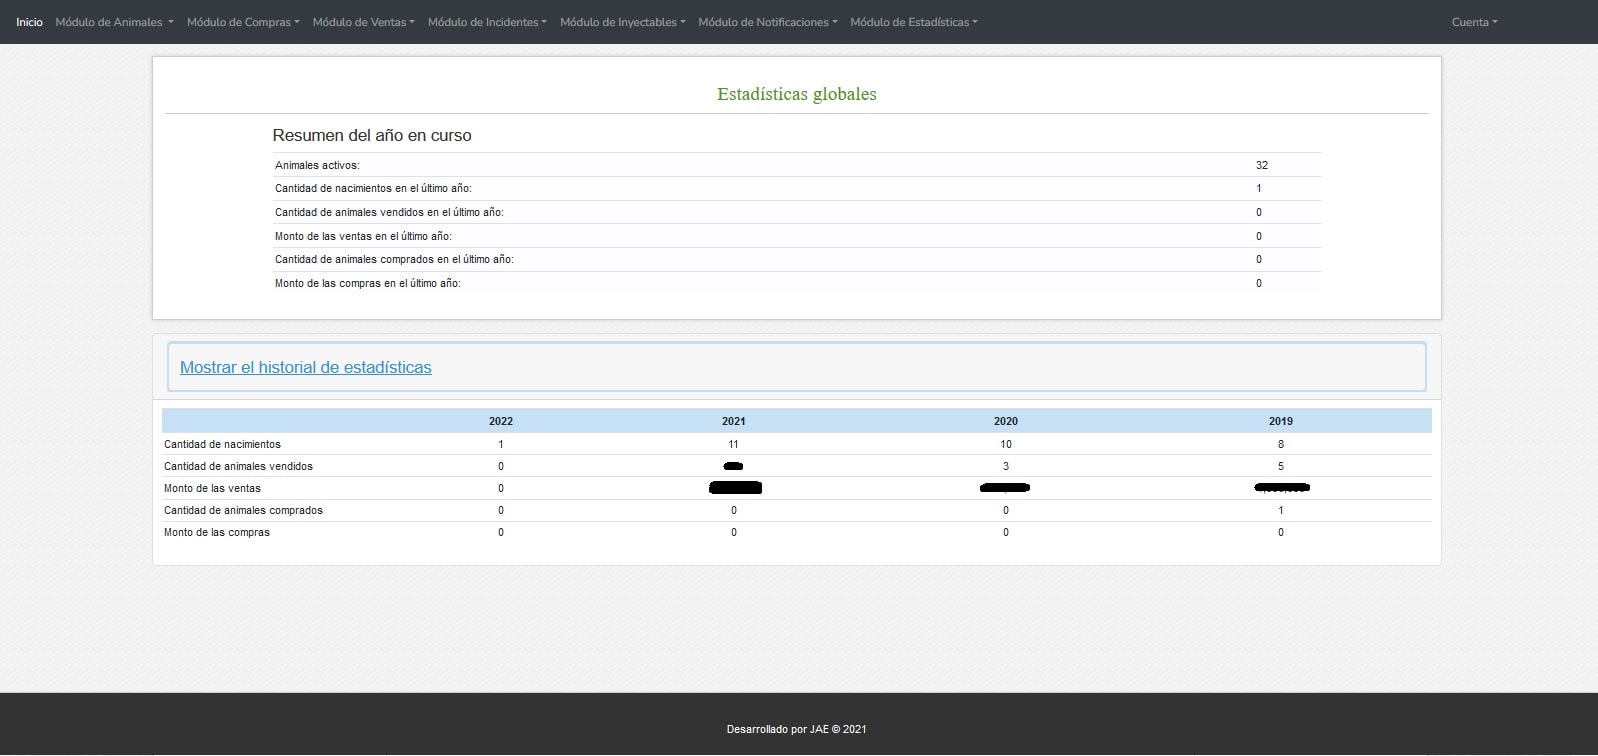 Inicio Módulo de Animales Módulo de Compras Módulo de Ventas Módulo de Incidentes Módulo de Inyectables Módulo de Notificaciones Módulo de Estadísticas Cuenta
Estadísticas globales
Resumen del año en curso
Animales activos: 32
Cantidad de nacimientos en el último año: 1
Cantidad de animales vendidos en el último año: 0
Monto de las ventas en el último año: 0
Cantidad de animales comprados en el último año: 0
Monto de las compras en el último año: 0
Mostrar el historial de estadísticas
2022 2021 2020 2019
Cantidad de nacimientos 1 11 10 8
Cantidad de animales vendidos 0 3 5
Monto de las ventas 0
Cantidad de animales comprados 0 0 0 1
Monto de las compras 0 0 0 0
Desarrollado por JAE © 2021